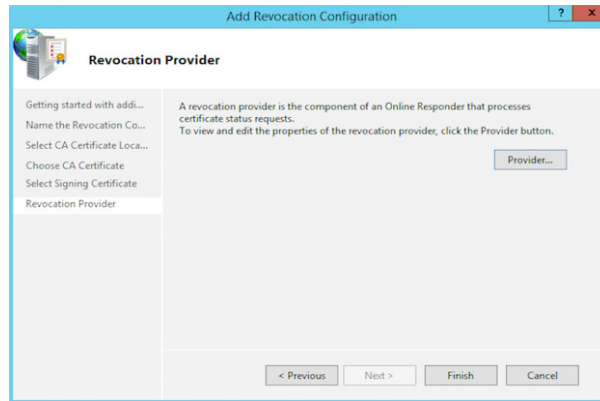 Add Revocation Configuration
? x
Revocation Provider
Getting started with addi...
Name the Revocation Co...
Select CA Certificate Loca...
Choose CA Certificate
Select Signing Certificate
Revocation Provider
A revocation provider is the component of an Online Responder that processes
certificate status requests.
To view and edit the properties of the revocation provider, click the Provider button.
Provider...
< Previous
Next >
Finish
Cancel